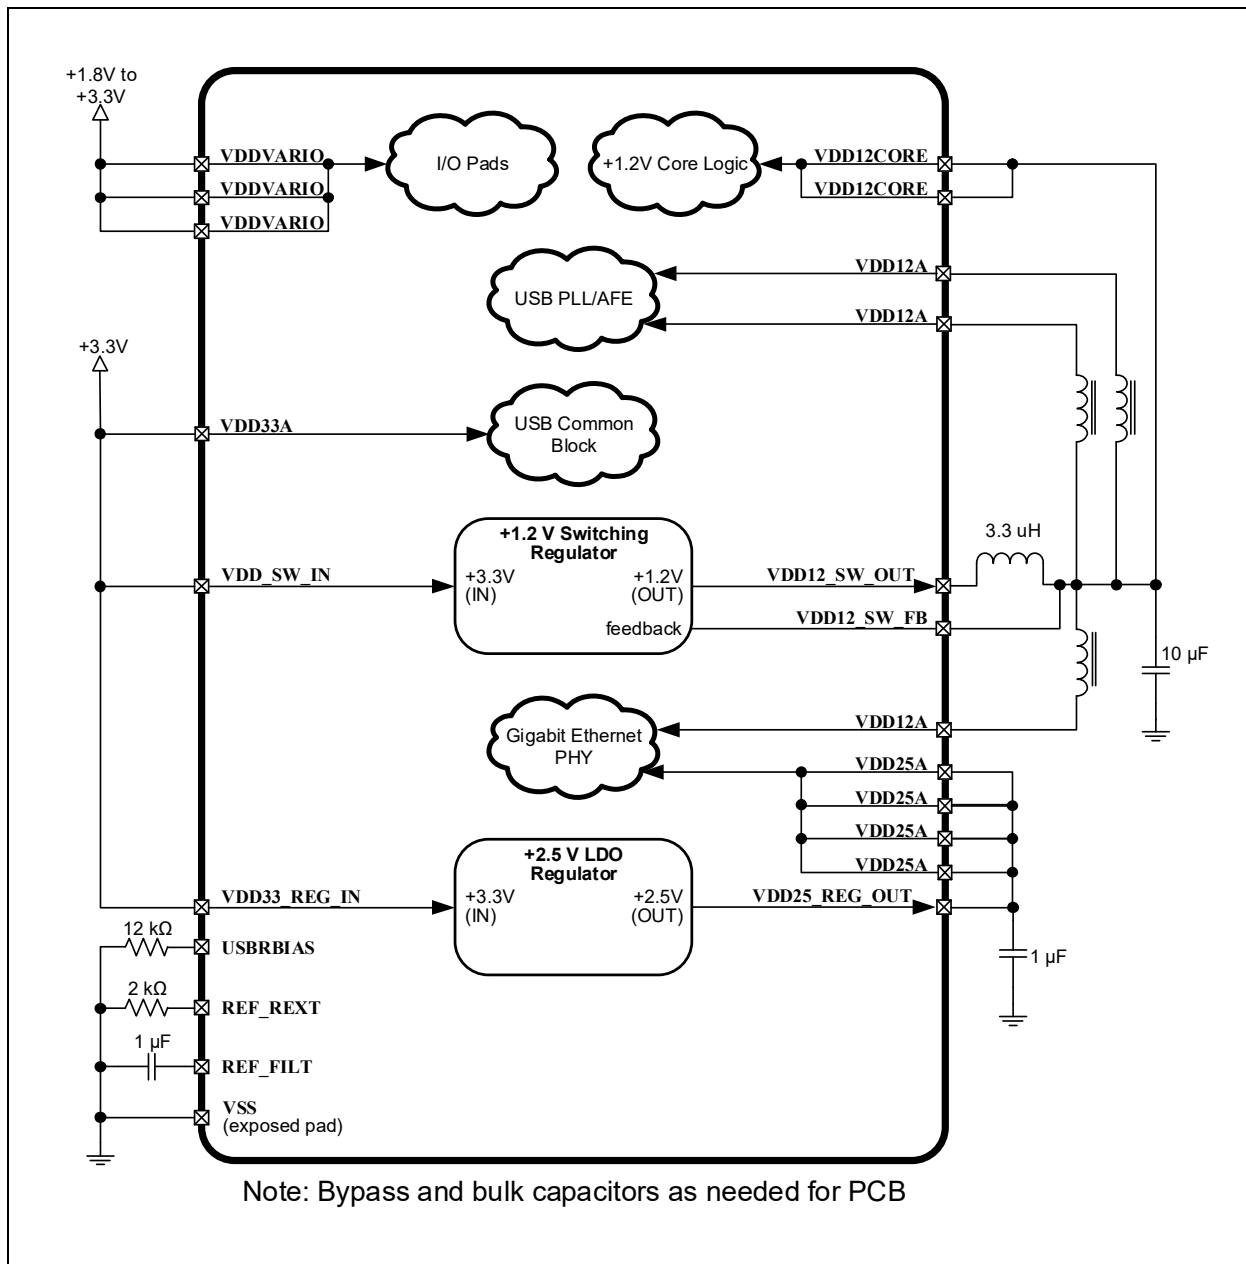 +1.8V to
+3.3V
VDDVARIO
VDDVARIO
VDDVARIO
I/O Pads
+1.2V Core Logic
VDD12CORE
VDD12CORE
USB PLL/AFE
VDD12A
VDD12A
+3.3V
VDD33A
USB Common
Block
3.3 uH
+1.2 V Switching
Regulator
VDD_SW_IN
+3.3V
(IN)
+1.2V
(OUT)
VDD12_SW_OUT
feedback
VDD12_SW_FB
10 µF
Gigabit Ethernet
PHY
VDD12A
VDD25A
VDD25A
VDD25A
VDD25A
+2.5 V LDO
Regulator
VDD33_REG_IN
+3.3V
(IN)
+2.5V
(OUT)
VDD25_REG_OUT
1 µF
12 kΩ
USBRBIAS
2 kΩ
REF_REXT
1 µF
REF_FILT
VSS
(exposed pad)
Note: Bypass and bulk capacitors as needed for PCB